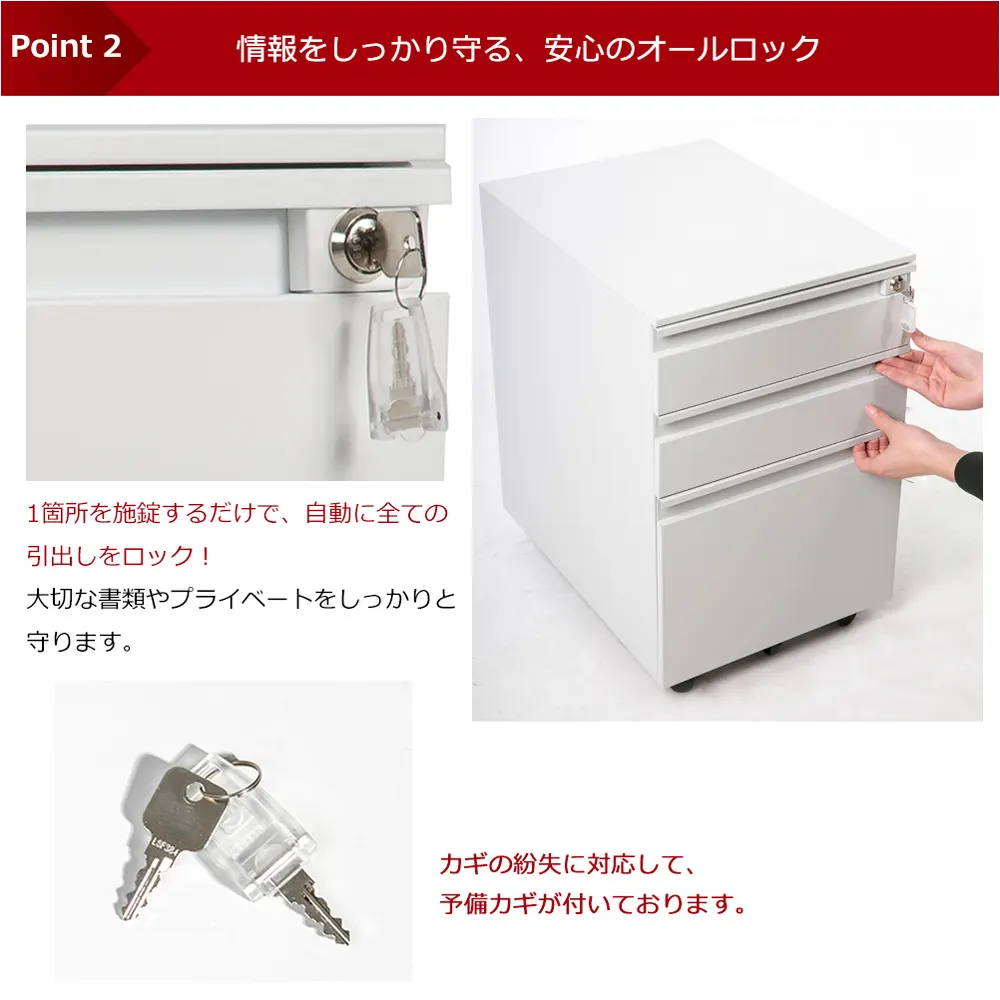 Point 2
情報をしっかり守る、安心のオールロック
1箇所を施錠するだけで、自動に全ての
引出しをロック！
大切な書類やプライベートをしっかりと
守ります。
LSF384
カギの紛失に対応して、
予備カギが付いております。